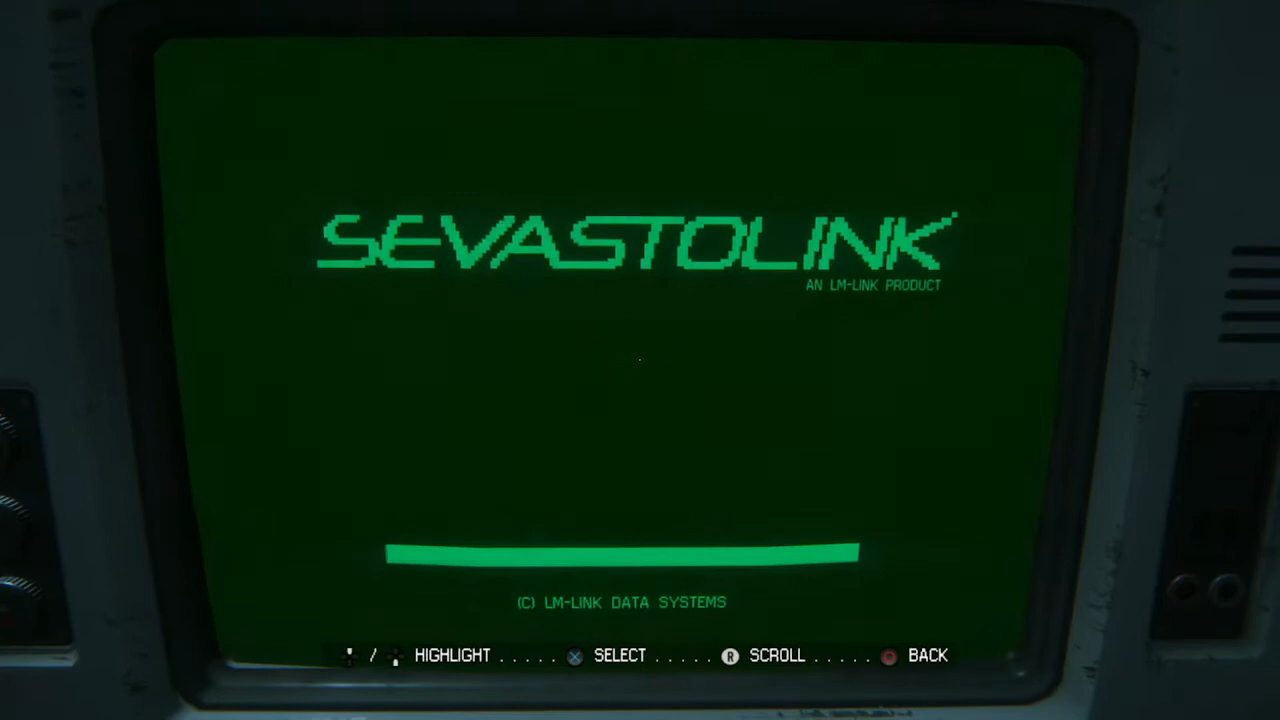 SEVASTOLINK
AN LM-LINK PRODUCT
(C) LM-LINK DATA SYSTEMS
/ HIGHLIGHT ..... SELECT ..... R SCROLL ..... BACK